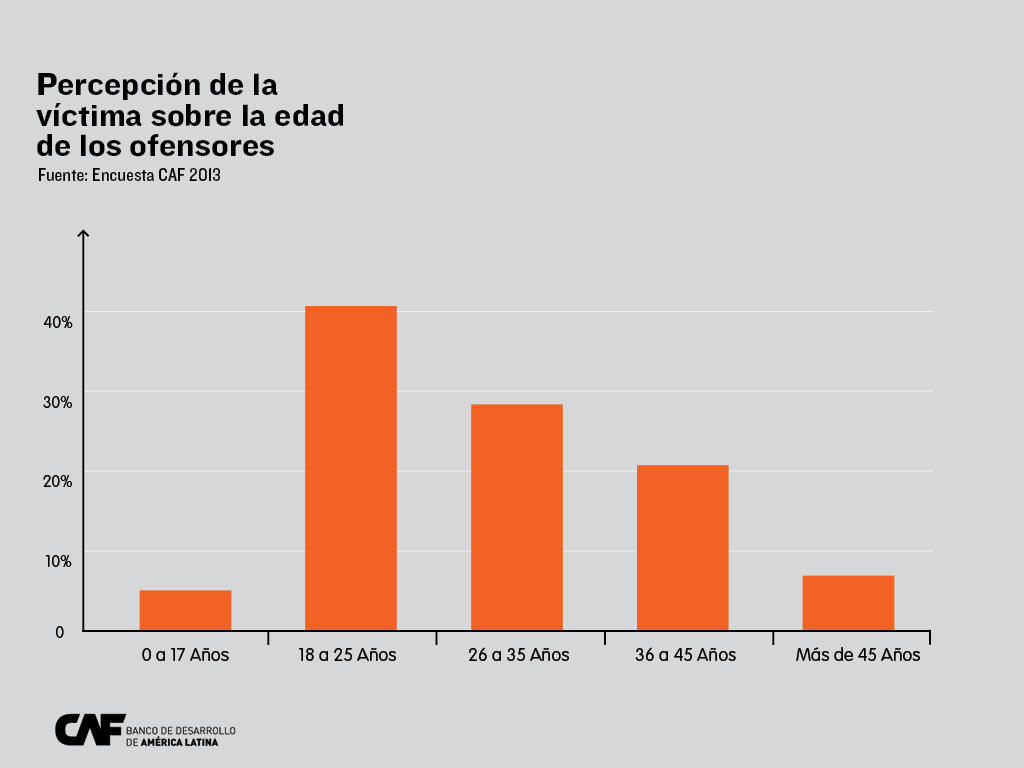 Percepción de la
víctima sobre la edad
de los ofensores
Fuente: Encuesta CAF 2013
40%
30%
20%
10%
0
0 a 17 Años
18 a 25 Años
26 a 35 Años
36 a 45 Años
Más de 45 Años
CAF
BANCO DE DESARROLLO
DE AMÉRICA LATINA